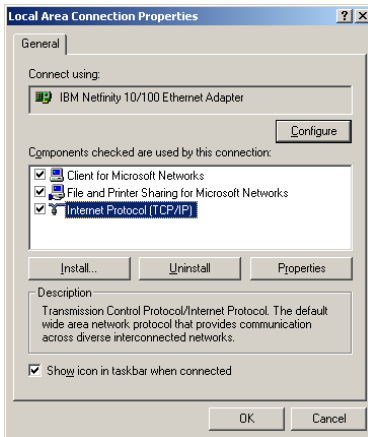 Local Area Connection Properties
General
Connect using:
IBM Netfinity 10/100 Ethernet Adapter
Configure
Components checked are used by this connection:
Client for Microsoft Networks
File and Printer Sharing for Microsoft Networks
Internet Protocol (TCP/IP)
Install... Uninstall Properties
Description
Transmission Control Protocol/Internet Protocol. The default
wide area network protocol that provides communication
across diverse interconnected networks.
Show icon in taskbar when connected
OK Cancel